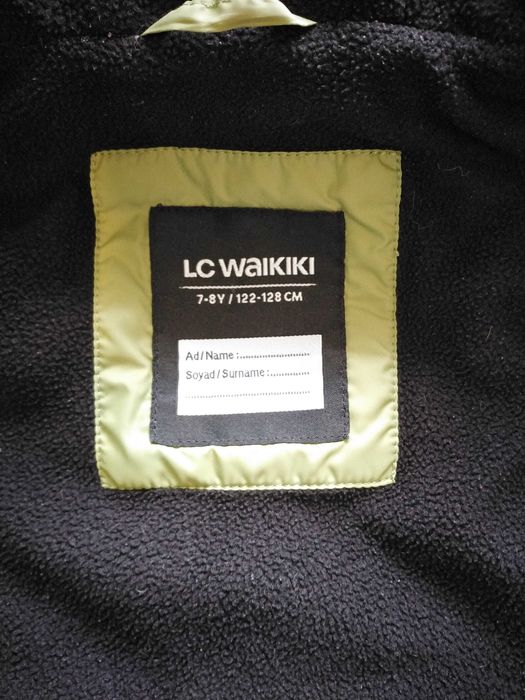 LC WAIKIKI
7-8Y / 122-128 CM
Ad/Name :........................
Soyad/Surname :..............
..........................................